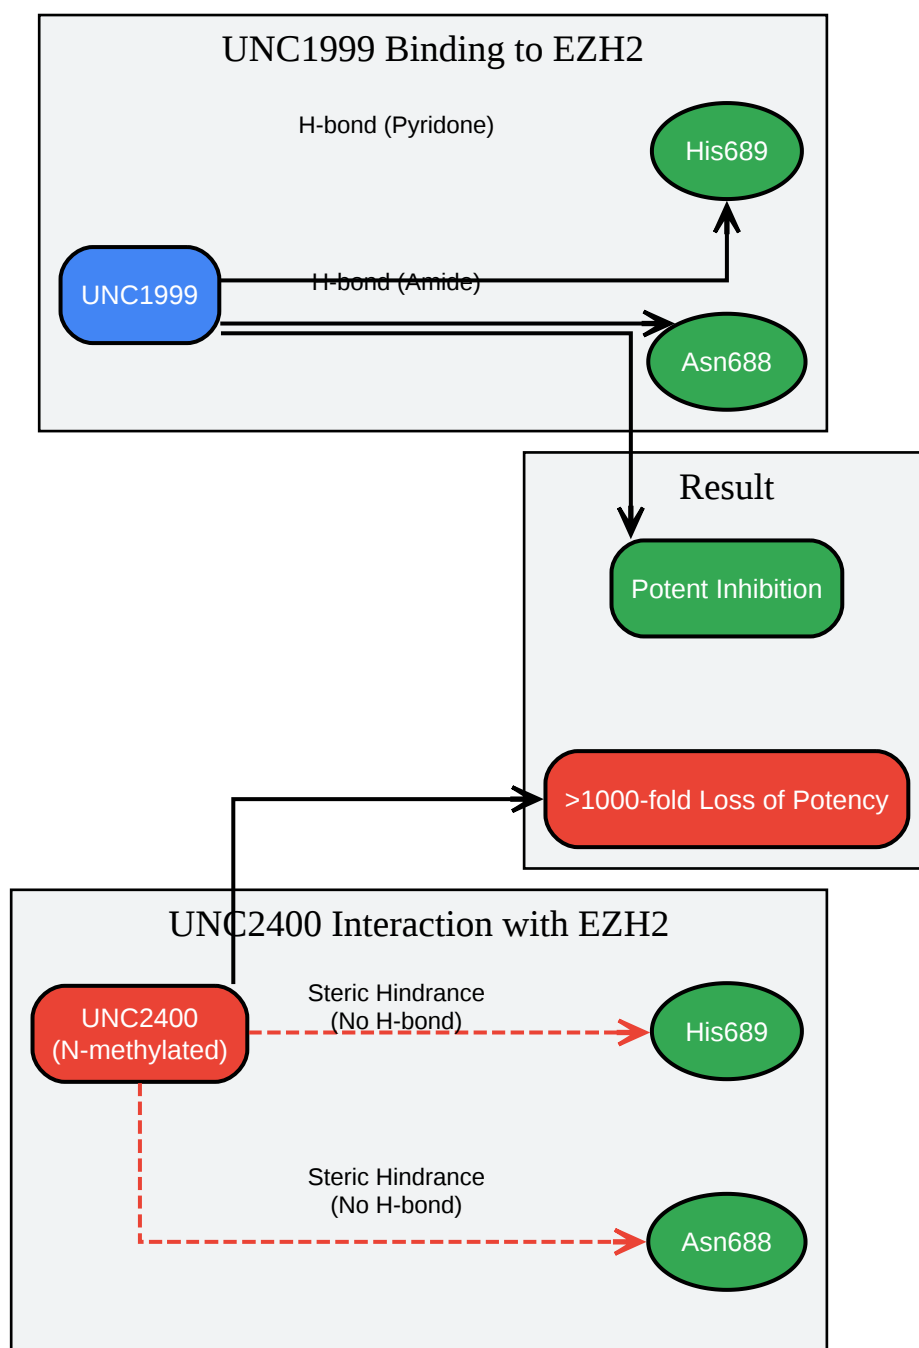 UNC1999 Binding to EZH2
H-bond (Pyridone)
His689
UNC1999
H-bond (Amide)
Asn688
Result
Potent Inhibition
>1000-fold Loss of Potency
UNC2400 Interaction with EZH2
UNC2400
(N-methylated)
Steric Hindrance
(No H-bond)
His689
Steric Hindrance
(No H-bond)
Asn688